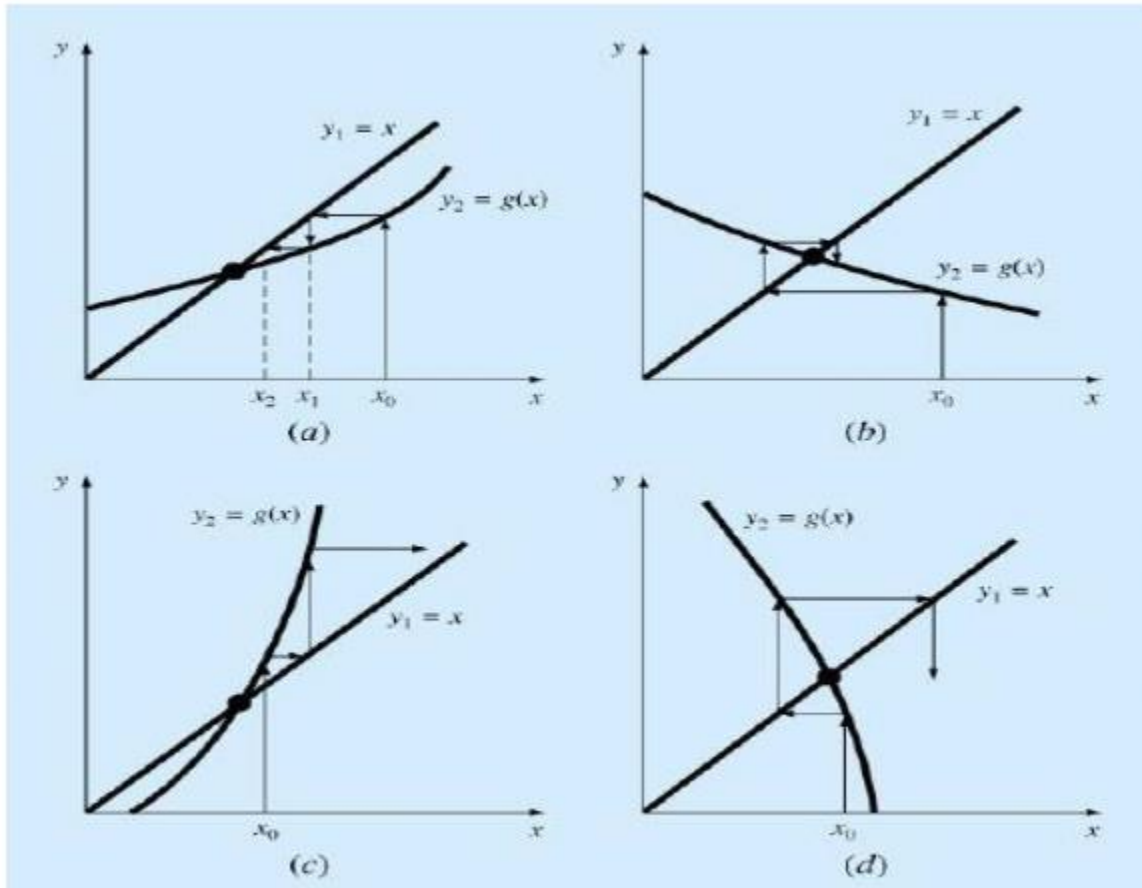 y
y₁ = x
y₂ = g(x)
x₂ x₁ x₀ x
(a)
y
y₁ = x
y₂ = g(x)
x₀ x
(b)
y
y₂ = g(x)
y₁ = x
x₀ x
(c)
y
y₂ = g(x)
y₁ = x
x₀ x
(d)